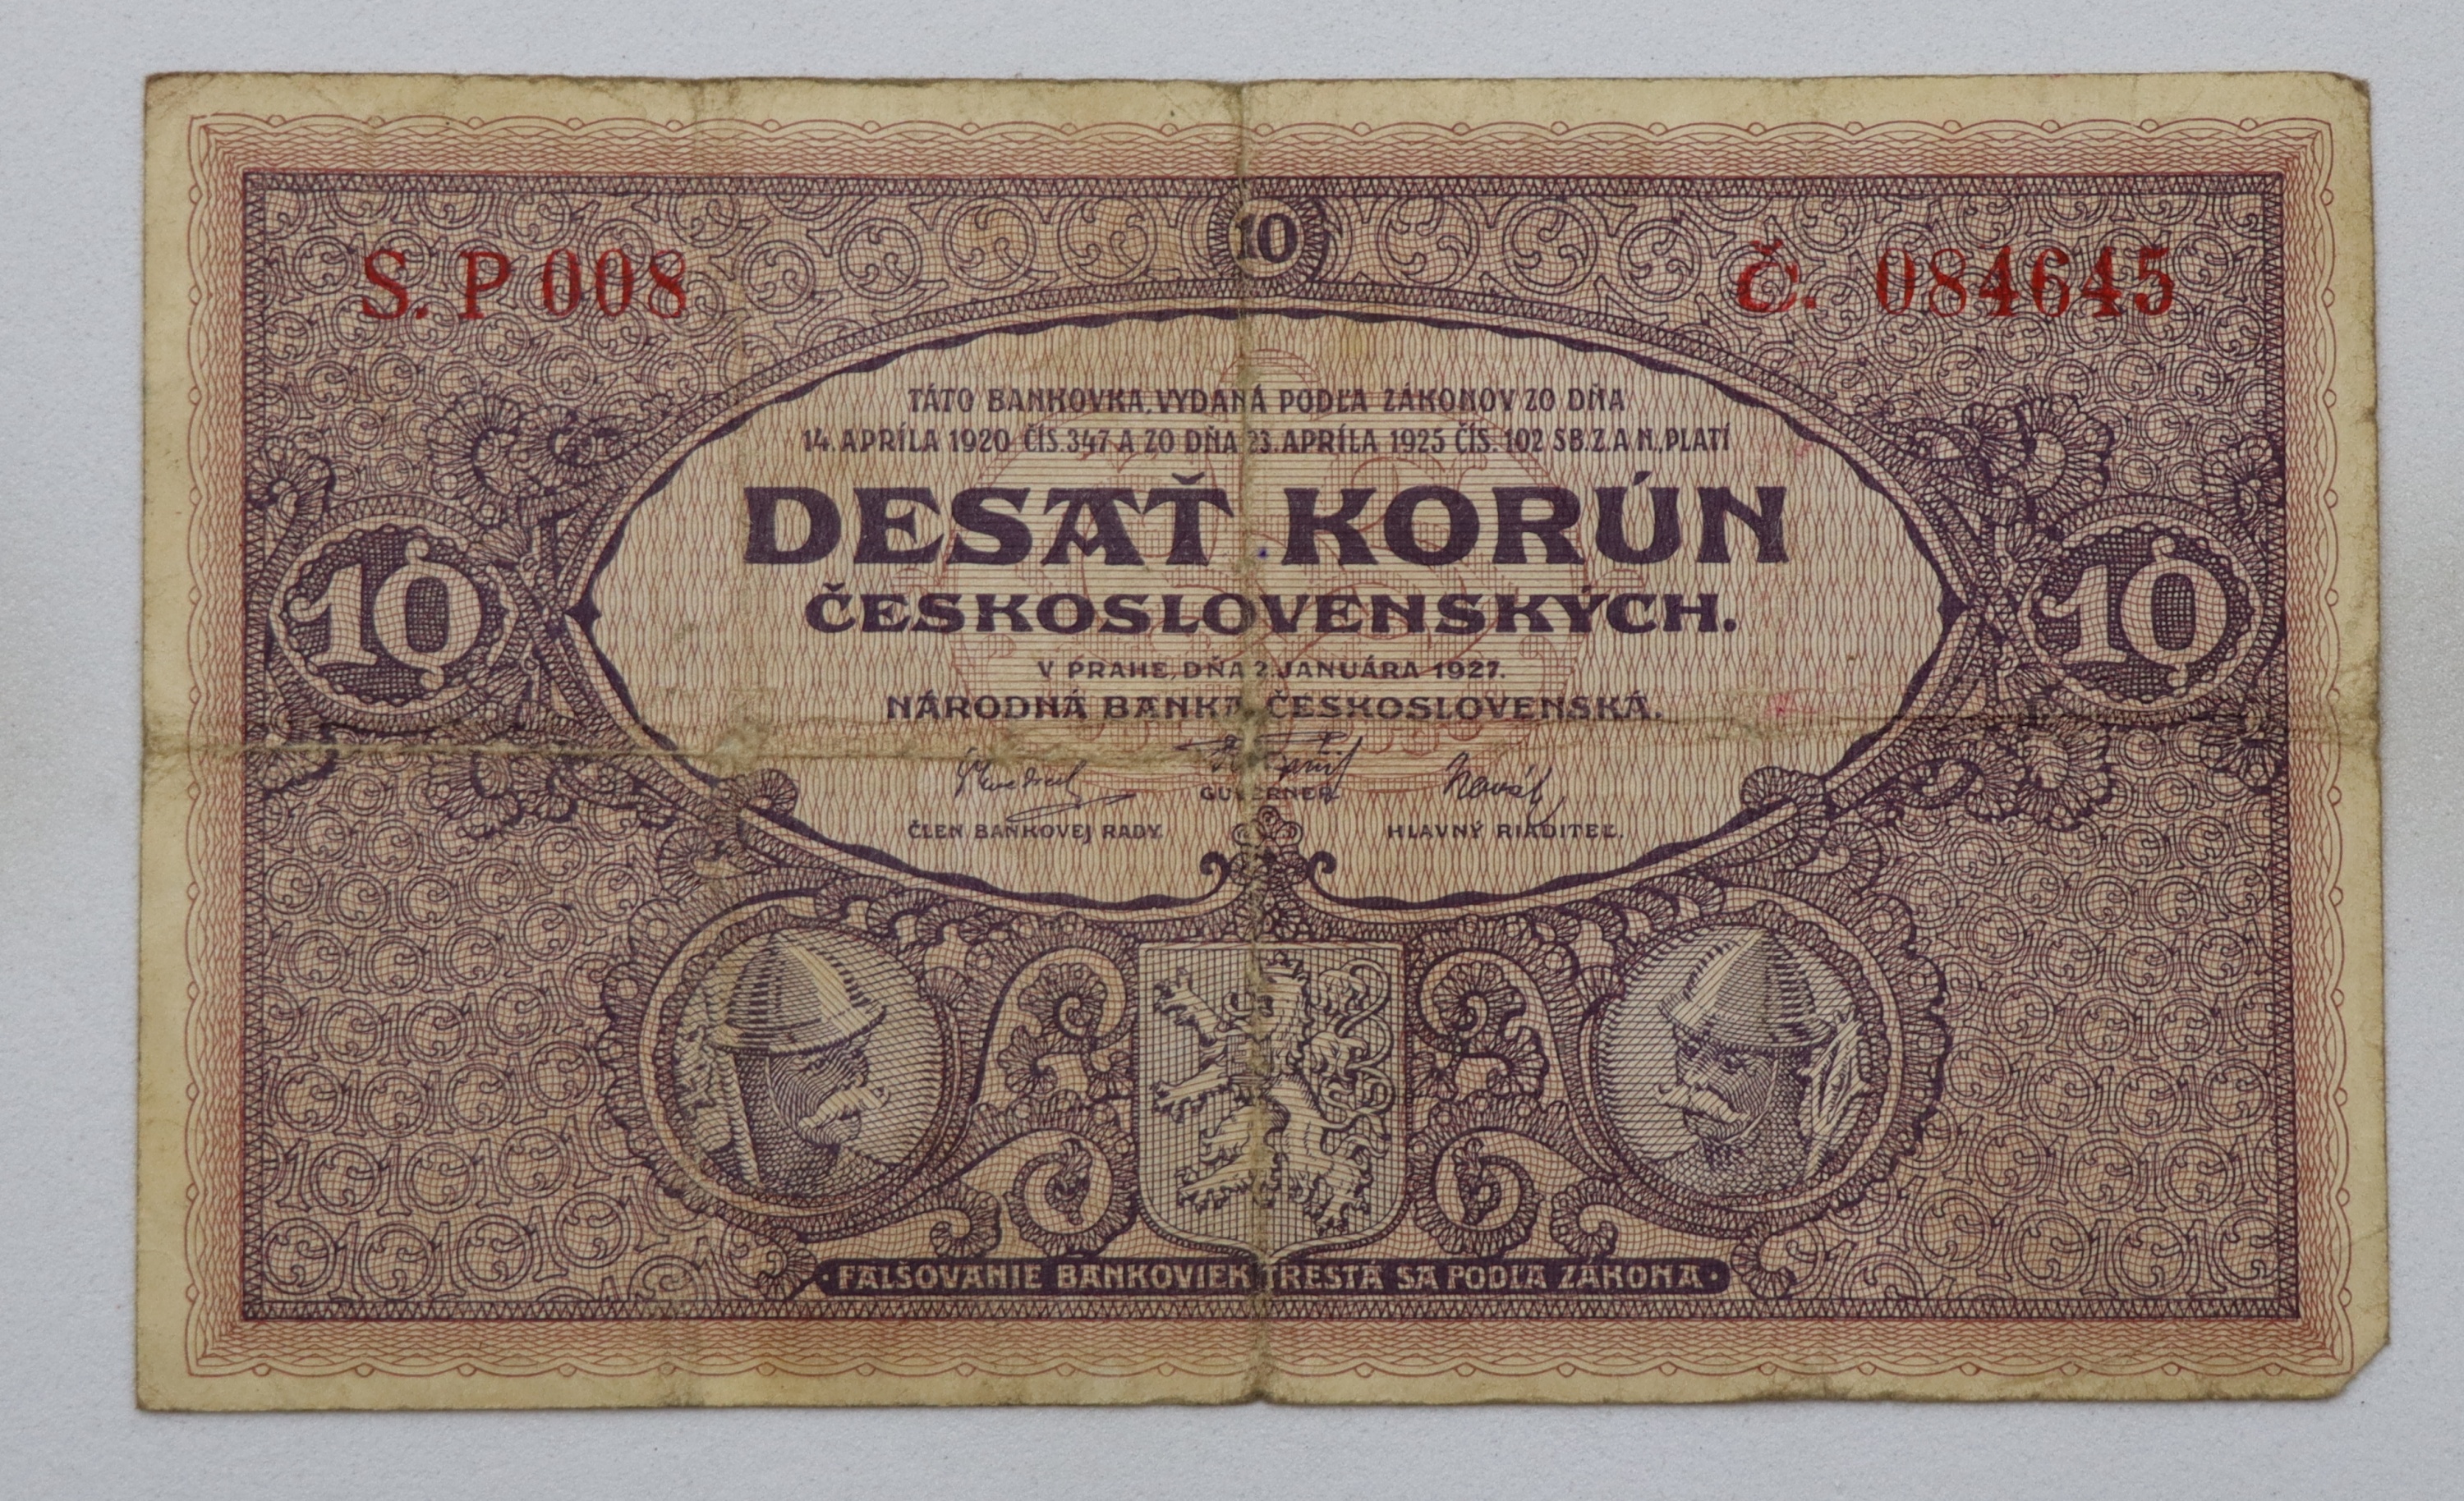 10
S. P 008
Č. 084645
TÁTO BANKOVKA, VYDANÁ PODĽA ZÁKONOV ZO DŇA
14. APRÍLA 1920 ČÍS. 347 A ZO DŇA 23. APRÍLA 1925 ČÍS. 102 SB. Z. A N., PLATÍ
DESAŤ KORÚN
ČESKOSLOVENSKÝCH.
10
10
V PRAHE, DŇA 2. JANUÁRA 1927.
NÁRODNÁ BANKA ČESKOSLOVENSKÁ.
Novák
GUVERNER
ČLEN BANKOVEJ RADY.
HLAVNÝ RIADITEĽ.
· FALŠOVANIE BANKOVIEK TRESTÁ SA PODĽA ZÁKONA ·